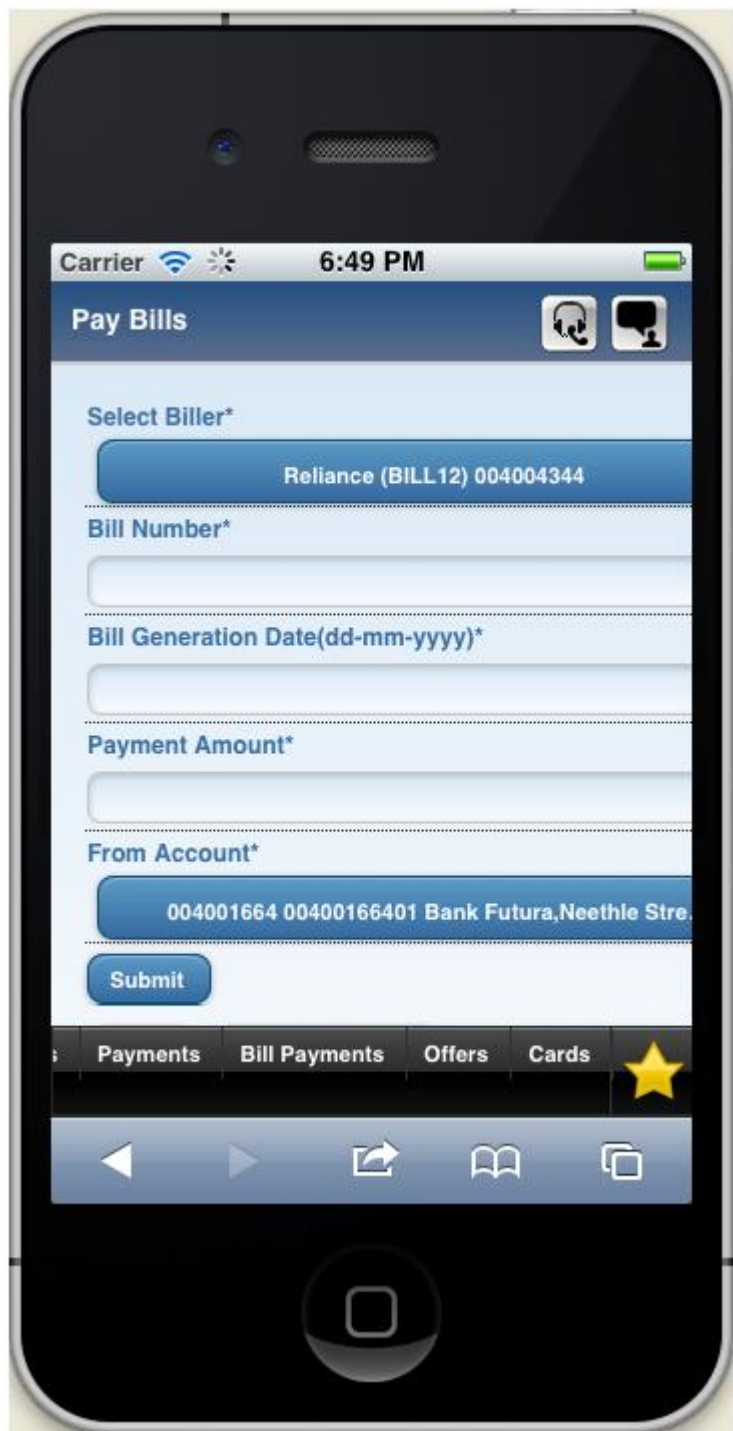 Carrier 6:49 PM
Pay Bills
Select Biller*
Reliance (BILL12) 004004344
Bill Number*
Bill Generation Date(dd-mm-yyyy)*
Payment Amount*
From Account*
004001664 00400166401 Bank Futura,Neethle Stre.
Submit
s Payments Bill Payments Offers Cards